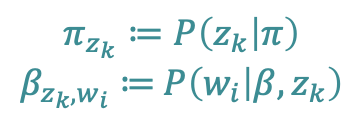 π_{z_k} ≔ P(z_k|π)
β_{z_k,w_i} ≔ P(w_i|β, z_k)